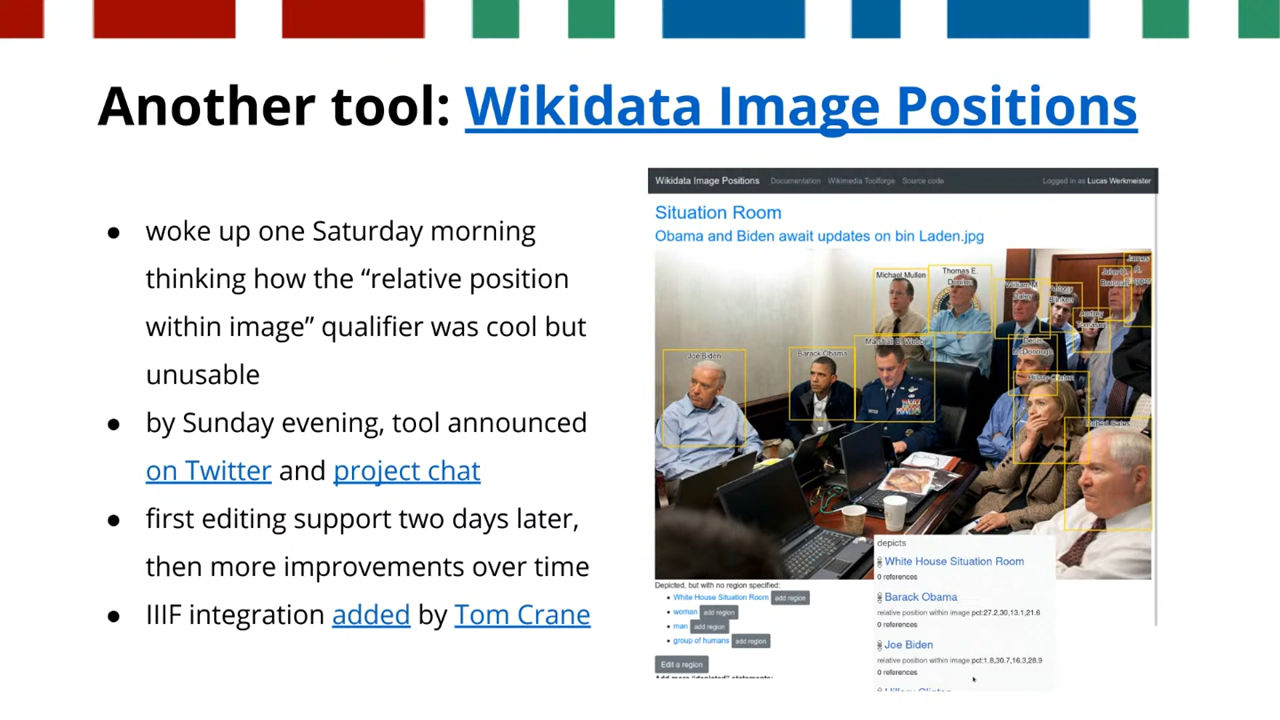 Another tool: Wikidata Image Positions
● woke up one Saturday morning
thinking how the “relative position
within image” qualifier was cool but
unusable
● by Sunday evening, tool announced
on Twitter and project chat
● first editing support two days later,
then more improvements over time
● IIIF integration added by Tom Crane
Wikidata Image Positions Documentation Wikimedia Toolforge Source code Logged in as Lucas Werkmeister
Situation Room
Obama and Biden await updates on bin Laden.jpg
Michael Mullen
Thomas E.
Joe Biden
Barack Obama
Marshall B. Webb
Hillary Clinton
Depicted, but with no region specified:
• White House Situation Room add region
• woman add region
• man add region
• group of humans add region
Edit a region
Add more “depicted” statements:
depicts
White House Situation Room
0 references
Barack Obama
relative position within image pct:27.2,30,13.1,21.6
0 references
Joe Biden
relative position within image pct:1.8,30.7,16.3,28.9
0 references
Hillary Clinton